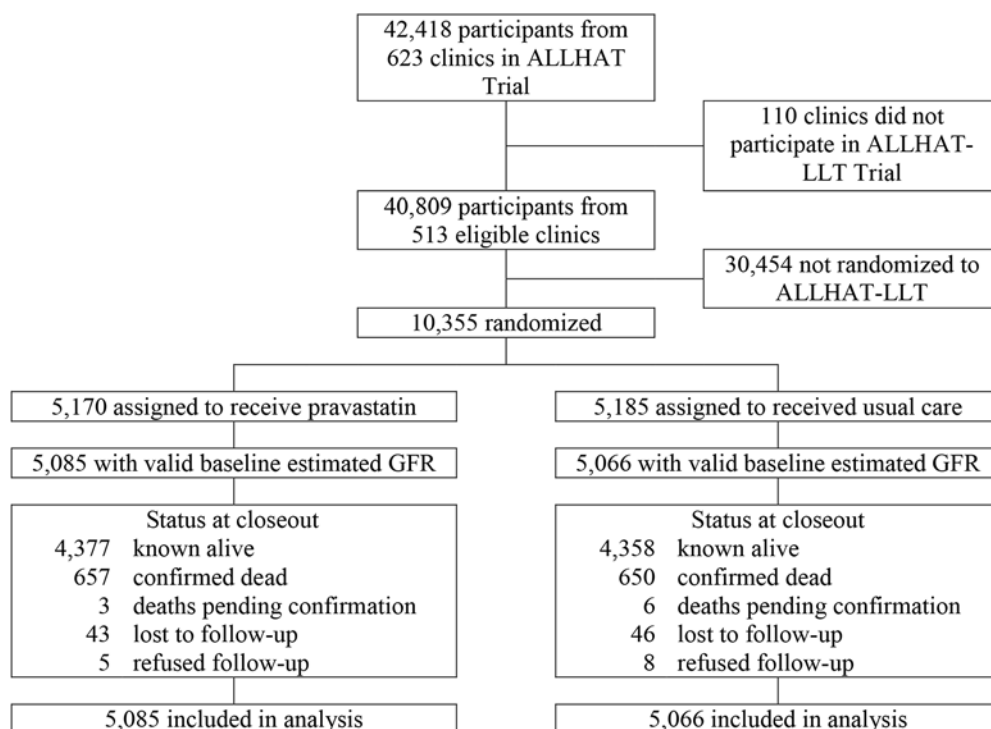 42,418 participants from
623 clinics in ALLHAT
Trial
110 clinics did not
participate in ALLHAT-
LLT Trial
40,809 participants from
513 eligible clinics
30,454 not randomized to
ALLHAT-LLT
10,355 randomized
5,170 assigned to receive pravastatin
5,185 assigned to received usual care
5,085 with valid baseline estimated GFR
5,066 with valid baseline estimated GFR
Status at closeout
4,377 known alive
657 confirmed dead
3 deaths pending confirmation
43 lost to follow-up
5 refused follow-up
Status at closeout
4,358 known alive
650 confirmed dead
6 deaths pending confirmation
46 lost to follow-up
8 refused follow-up
5,085 included in analysis
5,066 included in analysis